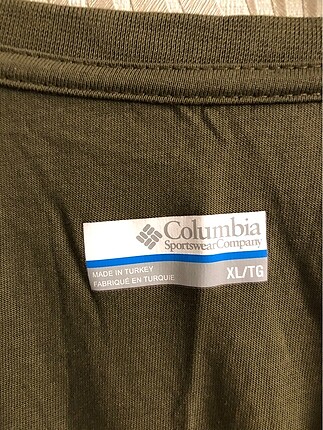 Columbia
SportswearCompany
MADE IN TURKEY
FABRIQUÉ EN TURQUIE
XL/TG